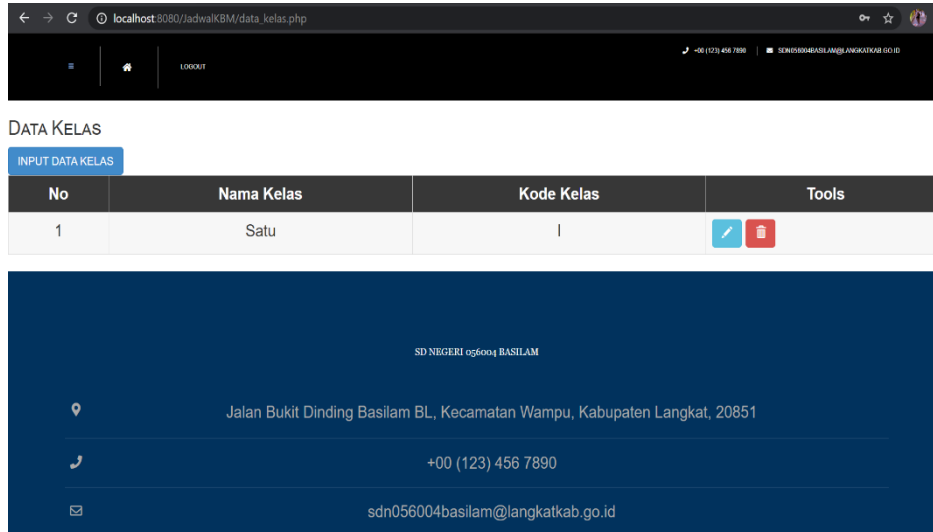 localhost:8080/JadwalKBM/data_kelas.php
+00 (123) 456 7890 SDN056004BASILAM@LANGKATKAB.GO.ID
LOGOUT
DATA KELAS
INPUT DATA KELAS
No Nama Kelas Kode Kelas Tools
1 Satu I
SD NEGERI 056004 BASILAM
Jalan Bukit Dinding Basilam BL, Kecamatan Wampu, Kabupaten Langkat, 20851
+00 (123) 456 7890
sdn056004basilam@langkatkab.go.id